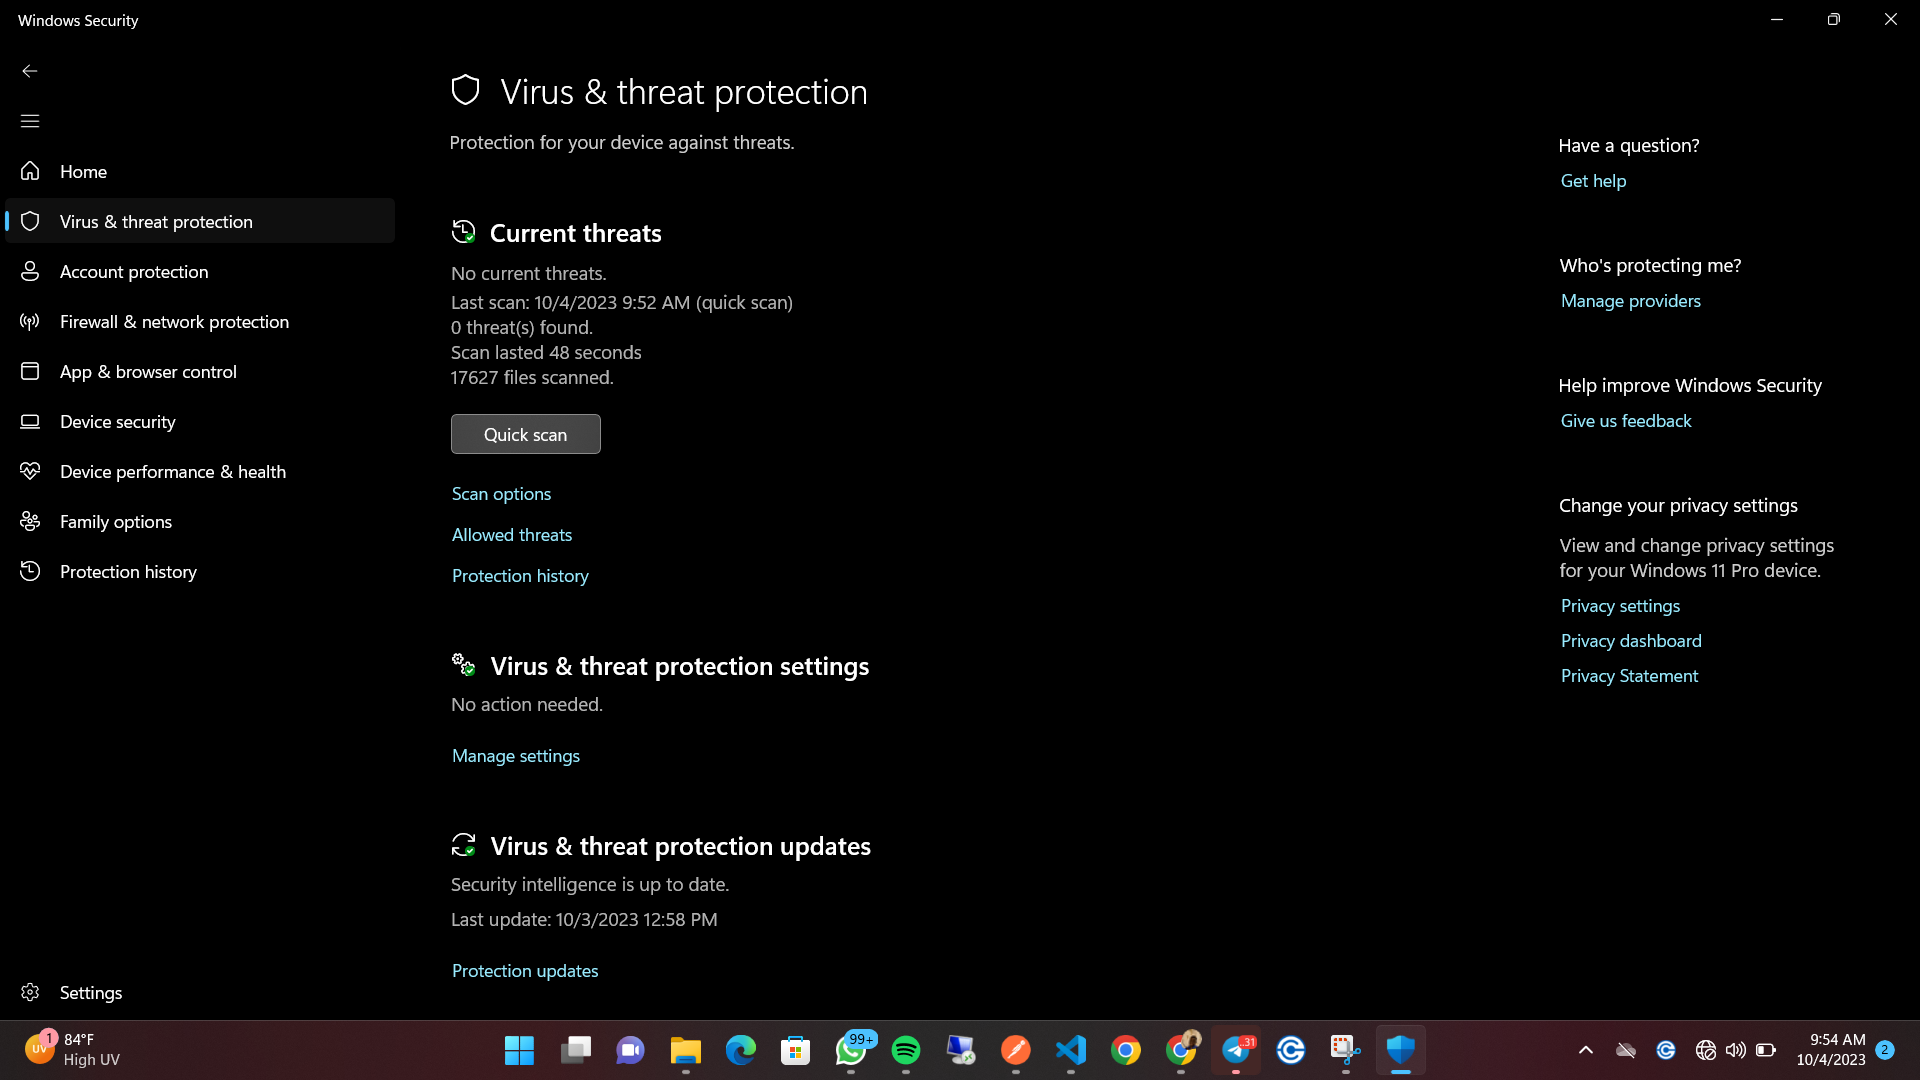 Windows Security
Home
Virus & threat protection
Account protection
Firewall & network protection
App & browser control
Device security
Device performance & health
Family options
Protection history
Settings
Virus & threat protection
Protection for your device against threats.
Current threats
No current threats.
Last scan: 10/4/2023 9:52 AM (quick scan)
0 threat(s) found.
Scan lasted 48 seconds
17627 files scanned.
Quick scan
Scan options
Allowed threats
Protection history
Virus & threat protection settings
No action needed.
Manage settings
Virus & threat protection updates
Security intelligence is up to date.
Last update: 10/3/2023 12:58 PM
Protection updates
Have a question?
Get help
Who's protecting me?
Manage providers
Help improve Windows Security
Give us feedback
Change your privacy settings
View and change privacy settings
for your Windows 11 Pro device.
Privacy settings
Privacy dashboard
Privacy Statement
UV
1
84°F
High UV
99+
..31
9:54 AM
10/4/2023
2